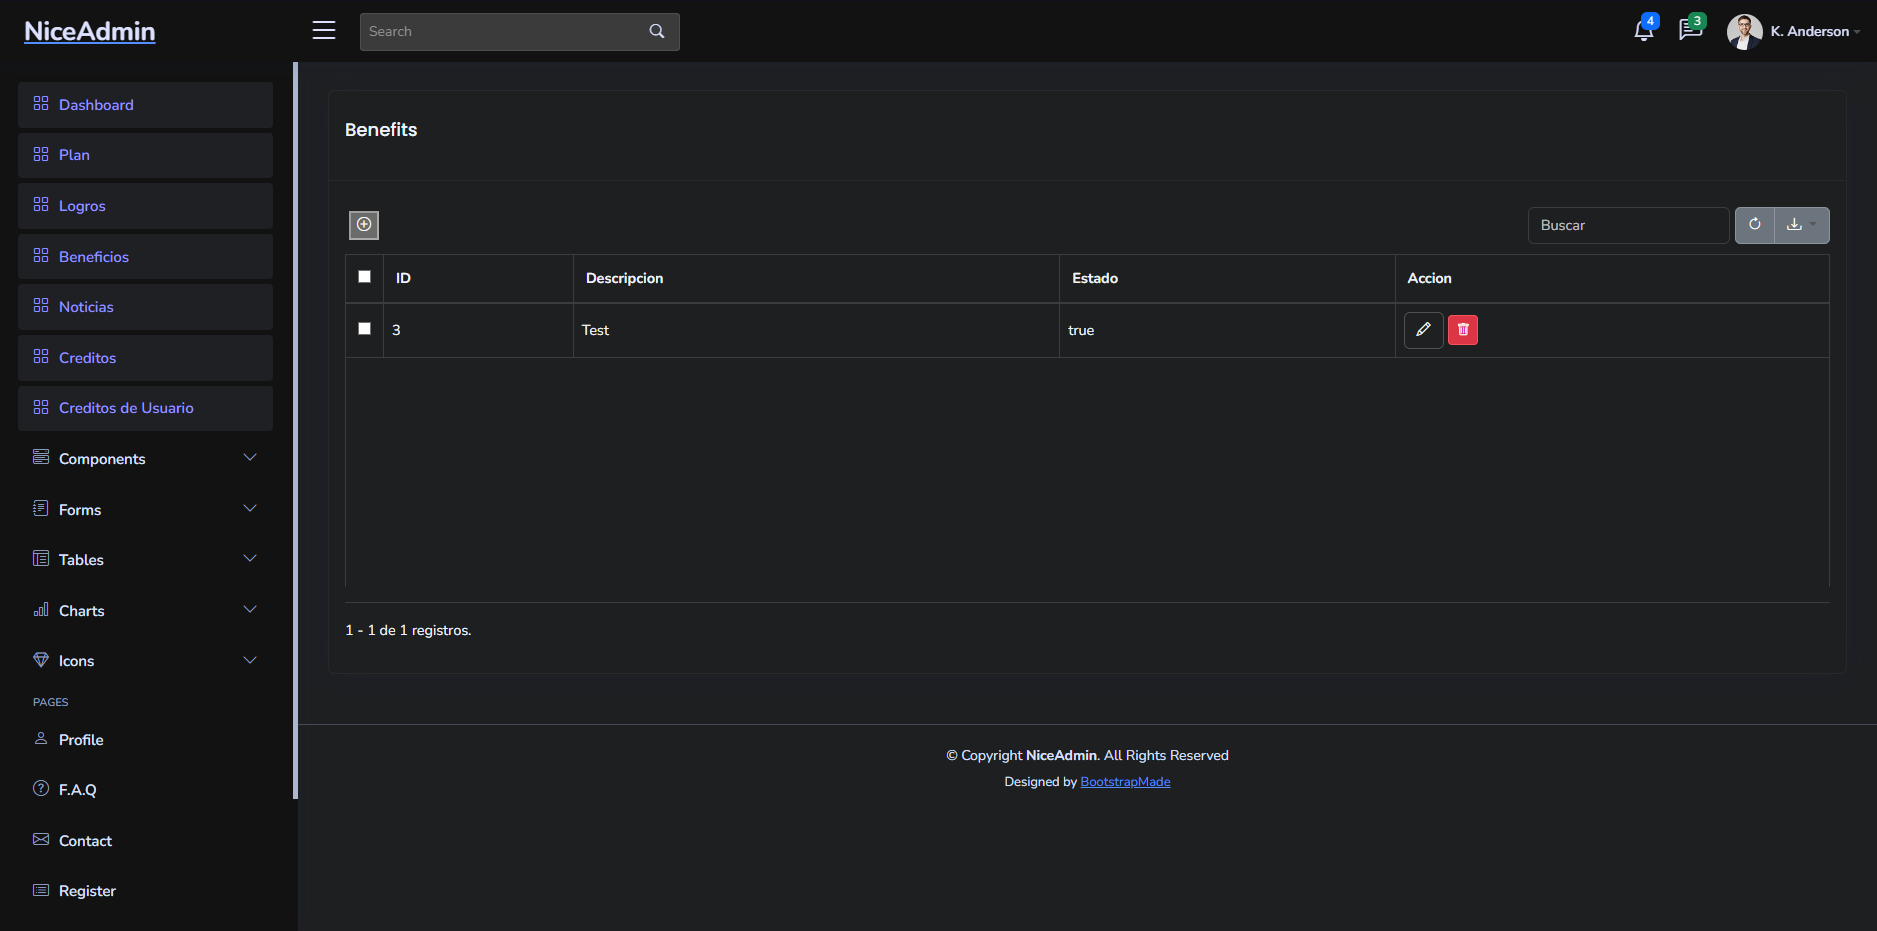 NiceAdmin
Search
4
3
K. Anderson
Dashboard
Plan
Logros
Beneficios
Noticias
Creditos
Creditos de Usuario
Components
Forms
Tables
Charts
Icons
PAGES
Profile
F.A.Q
Contact
Register
Benefits
Buscar
ID Descripcion Estado Accion
3 Test true
1 - 1 de 1 registros.
© Copyright NiceAdmin. All Rights Reserved
Designed by BootstrapMade